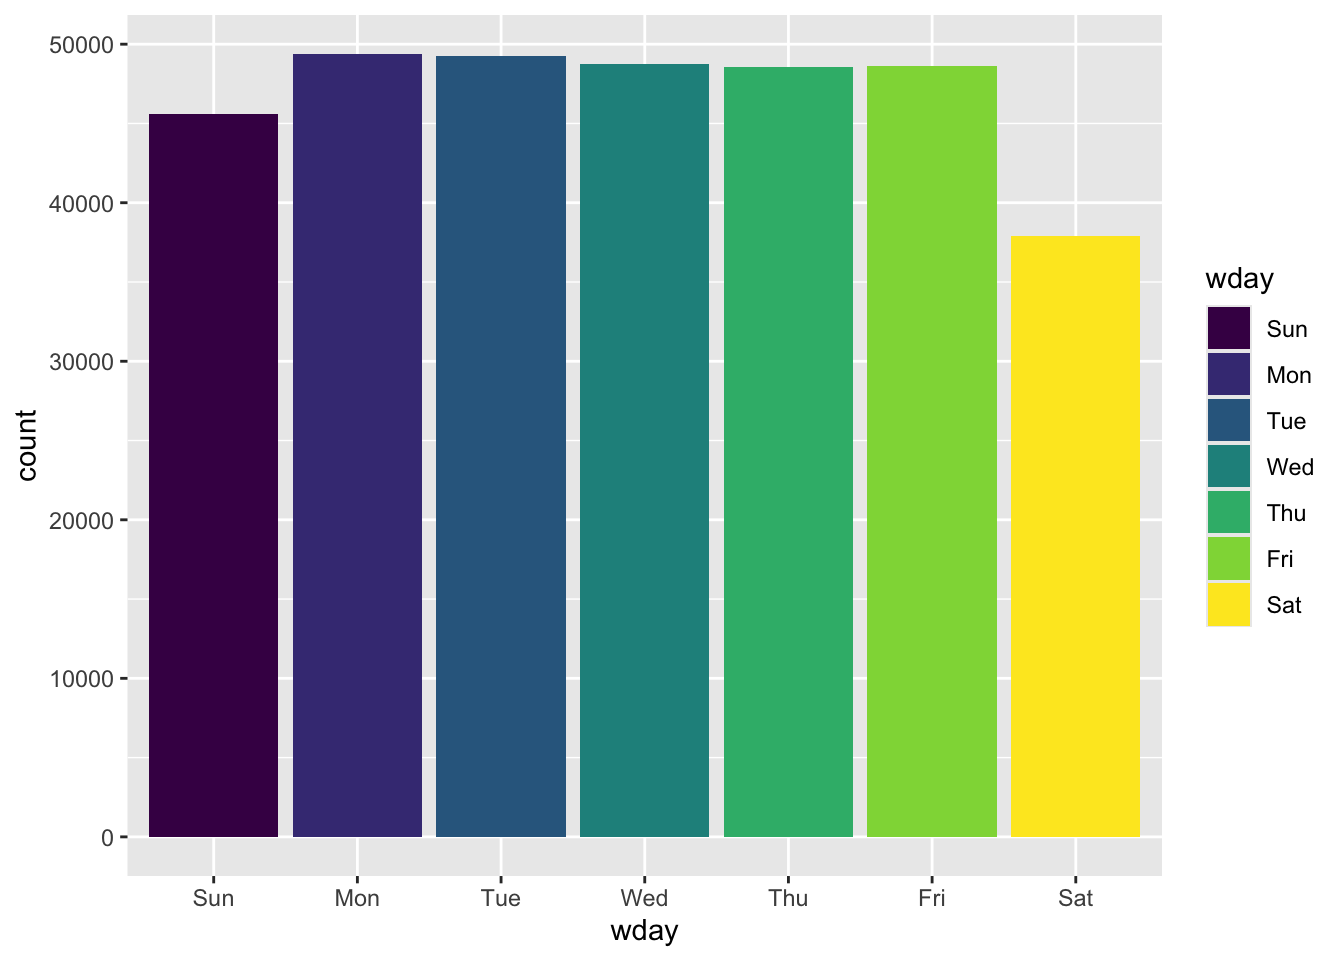 50000
40000
30000
20000
10000
0
count
Sun Mon Tue Wed Thu Fri Sat
wday
wday
Sun
Mon
Tue
Wed
Thu
Fri
Sat